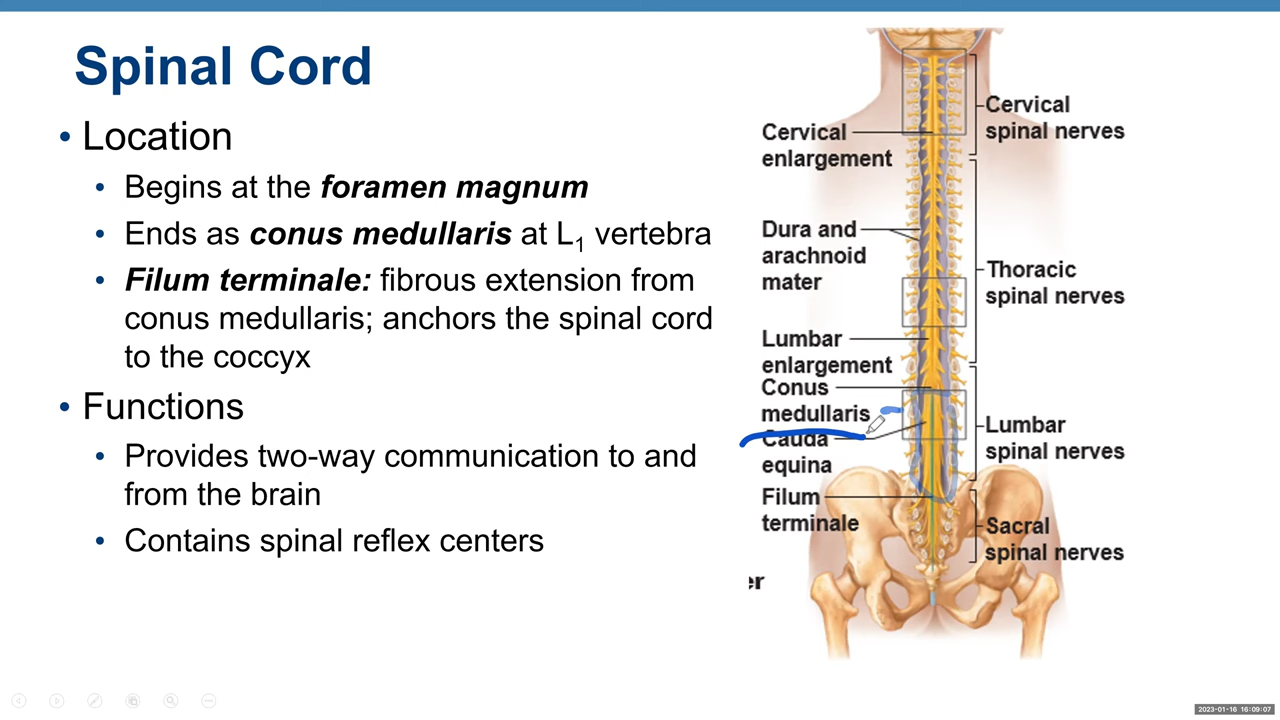 Spinal Cord
• Location
• Begins at the foramen magnum
• Ends as conus medullaris at L1 vertebra
• Filum terminale: fibrous extension from
conus medullaris; anchors the spinal cord
to the coccyx
• Functions
• Provides two-way communication to and
from the brain
• Contains spinal reflex centers
Cervical
enlargement
Dura and
arachnoid
mater
Lumbar
enlargement
Conus
medullaris
Cauda
equina
Filum
terminale
er
Cervical
spinal nerves
Thoracic
spinal nerves
Lumbar
spinal nerves
Sacral
spinal nerves
2023-01-16 16:09:07